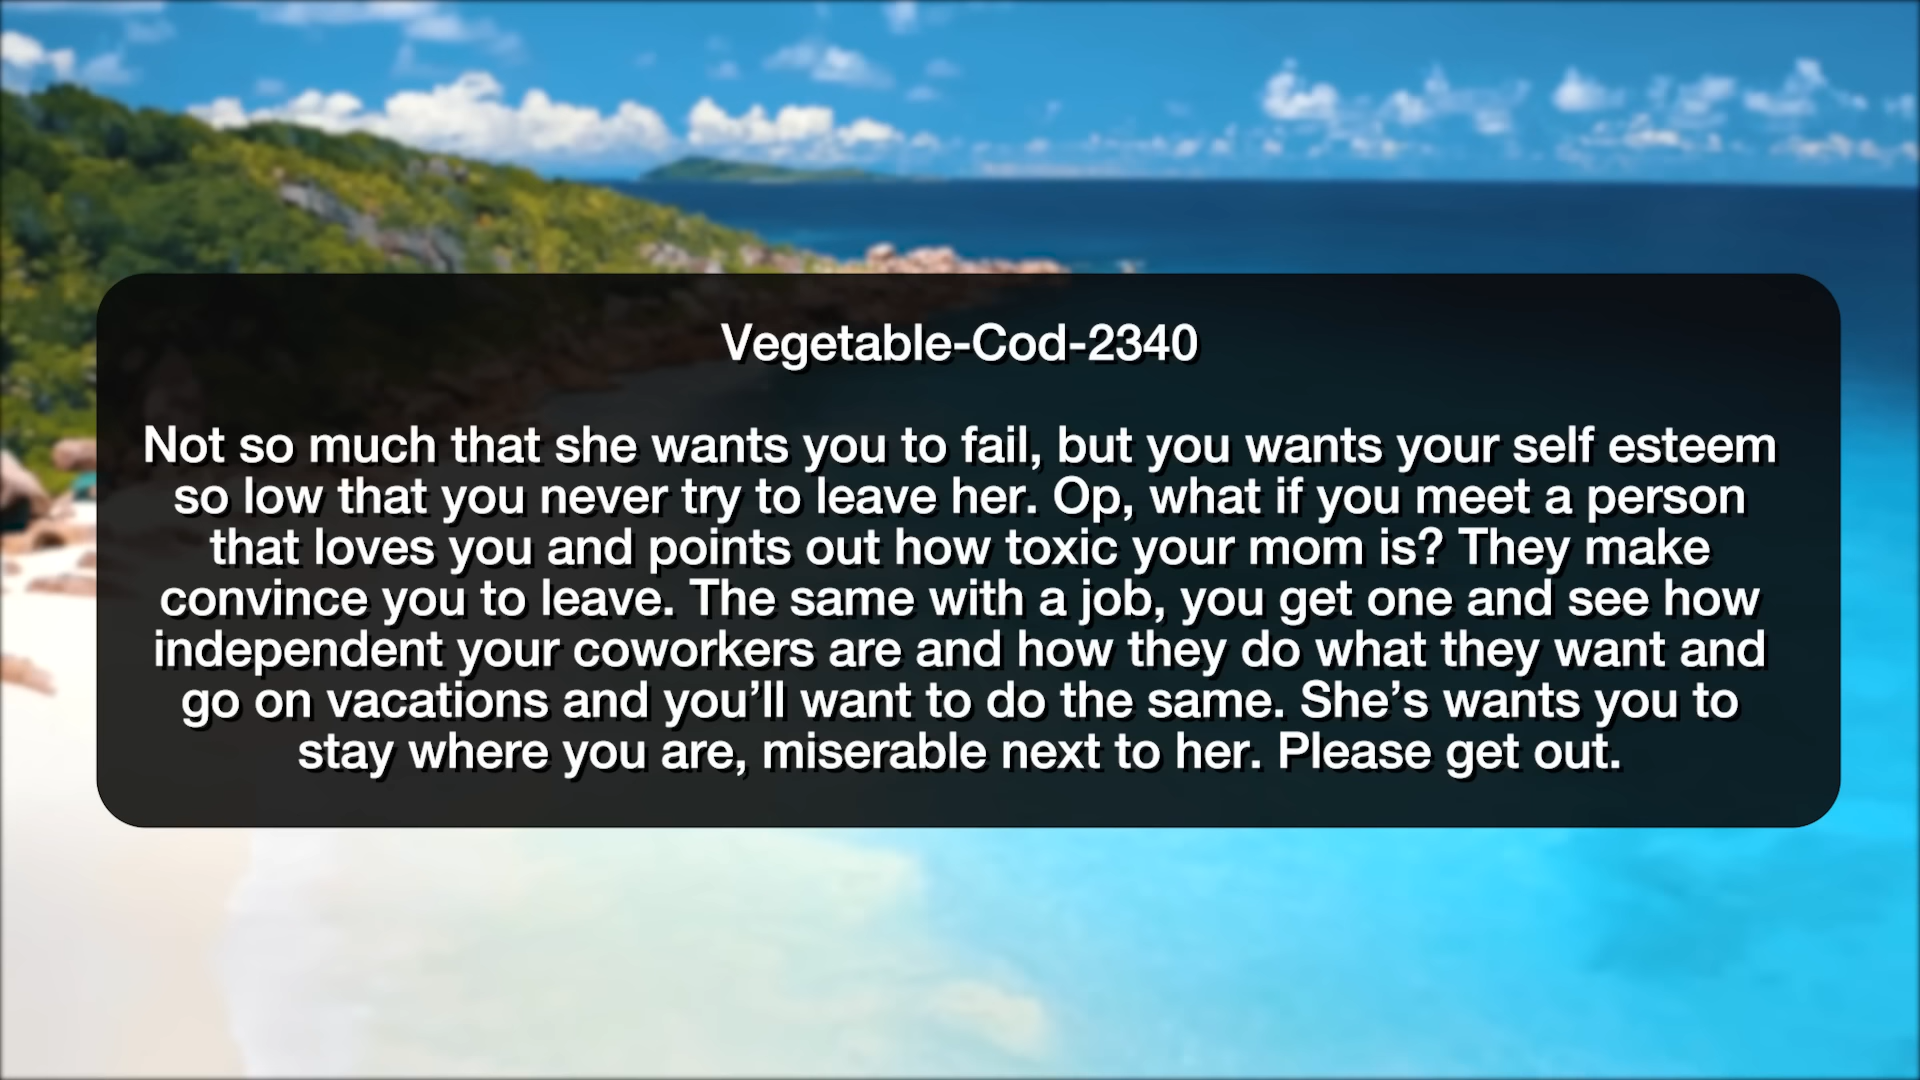 Vegetable-Cod-2340
Not so much that she wants you to fail, but you wants your self esteem
so low that you never try to leave her. Op, what if you meet a person
that loves you and points out how toxic your mom is? They make
convince you to leave. The same with a job, you get one and see how
independent your coworkers are and how they do what they want and
go on vacations and you’ll want to do the same. She’s wants you to
stay where you are, miserable next to her. Please get out.